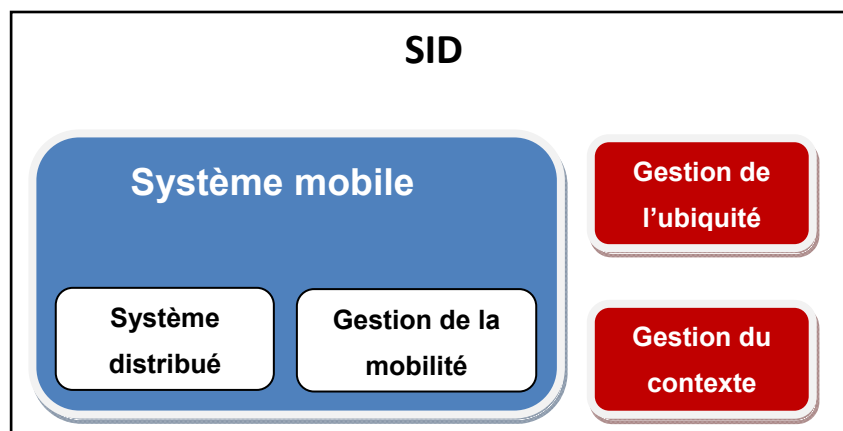 SID
Système mobile
Système
distribué
Gestion de la
mobilité
Gestion de
l’ubiquité
Gestion du
contexte